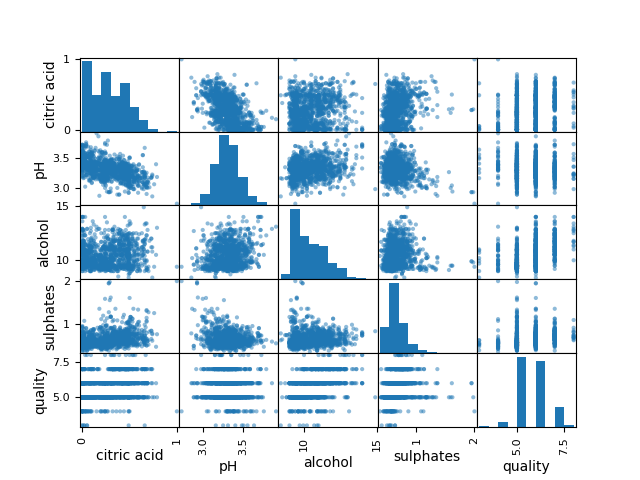 citric acid
1
0
pH
3.5
3.0
alcohol
15
10
sulphates
2
1
quality
7.5
5.0
0 1 3.0 3.5 10 15 1 2 5.0 7.5
citric acid pH alcohol sulphates quality